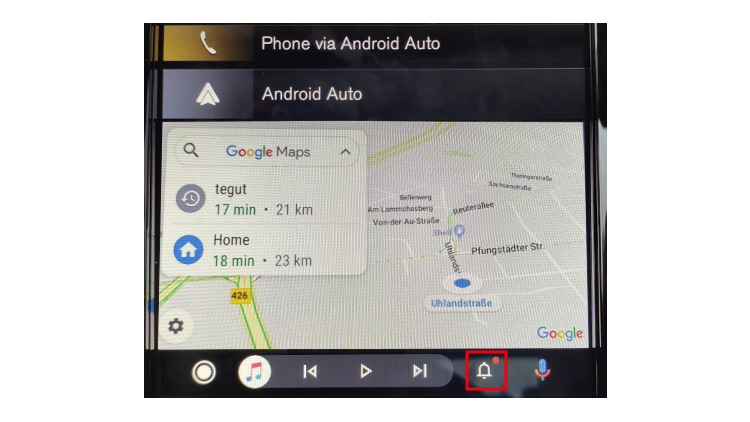 Phone via Android Auto
Android Auto
Google Maps
tegut
17 min • 21 km
Home
18 min • 23 km
426
Thüringerstraße
Sachsenstraße
Bellenweg
Am Lammchesberg
Reuterallee
Von-der-Au-Straße
Shell
Pfungstädter Str.
Uhlands
Uhlandstraße
Google